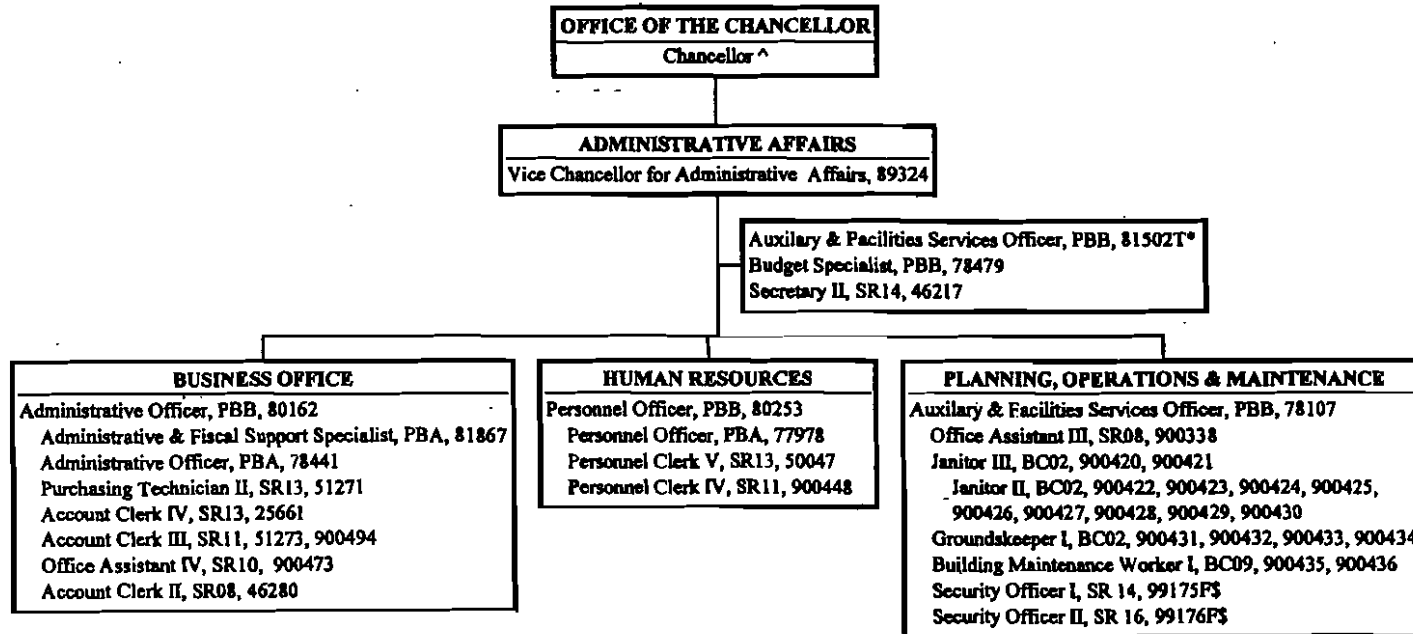 OFFICE OF THE CHANCELLOR
Chancellor ^
ADMINISTRATIVE AFFAIRS
Vice Chancellor for Administrative Affairs, 89324
Auxilary & Facilities Services Officer, PBB, 81502T*
Budget Specialist, PBB, 78479
Secretary II, SR14, 46217
BUSINESS OFFICE
Administrative Officer, PBB, 80162
Administrative & Fiscal Support Specialist, PBA, 81867
Administrative Officer, PBA, 78441
Purchasing Technician II, SR13, 51271
Account Clerk IV, SR13, 25661
Account Clerk III, SR11, 51273, 900494
Office Assistant IV, SR10, 900473
Account Clerk II, SR08, 46280
HUMAN RESOURCES
Personnel Officer, PBB, 80253
Personnel Officer, PBA, 77978
Personnel Clerk V, SR13, 50047
Personnel Clerk IV, SR11, 900448
PLANNING, OPERATIONS & MAINTENANCE
Auxilary & Facilities Services Officer, PBB, 78107
Office Assistant III, SR08, 900338
Janitor III, BC02, 900420, 900421
Janitor II, BC02, 900422, 900423, 900424, 900425,
900426, 900427, 900428, 900429, 900430
Groundskeeper I, BC02, 900431, 900432, 900433, 900434
Building Maintenance Worker I, BC09, 900435, 900436
Security Officer I, SR 14, 99175F$
Security Officer II, SR 16, 99176F$